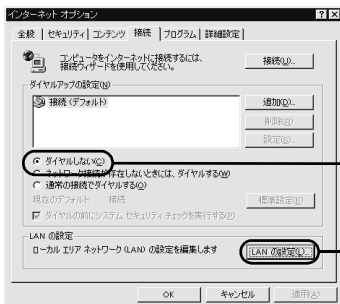 インターネット オプション
全般 セキュリティ コンテンツ 接続 プログラム 詳細設定
コンピュータをインターネットに接続するには、
接続ウィザードを使用してください。
接続(U)...
ダイヤルアップの設定(N)
接続 (デフォルト)
追加(D)...
削除(R)
設定(S)...
ダイヤルしない(C)
ネットワーク接続が存在しないときには、ダイヤルする(W)
通常の接続でダイヤルする(O)
現在のデフォルト 接続
標準設定(E)
ダイヤルの前にシステム セキュリティ チェックを実行する(P)
LAN の設定
ローカル エリア ネットワーク (LAN) の設定を編集します
LAN の設定(L)...
OK キャンセル 適用(A)